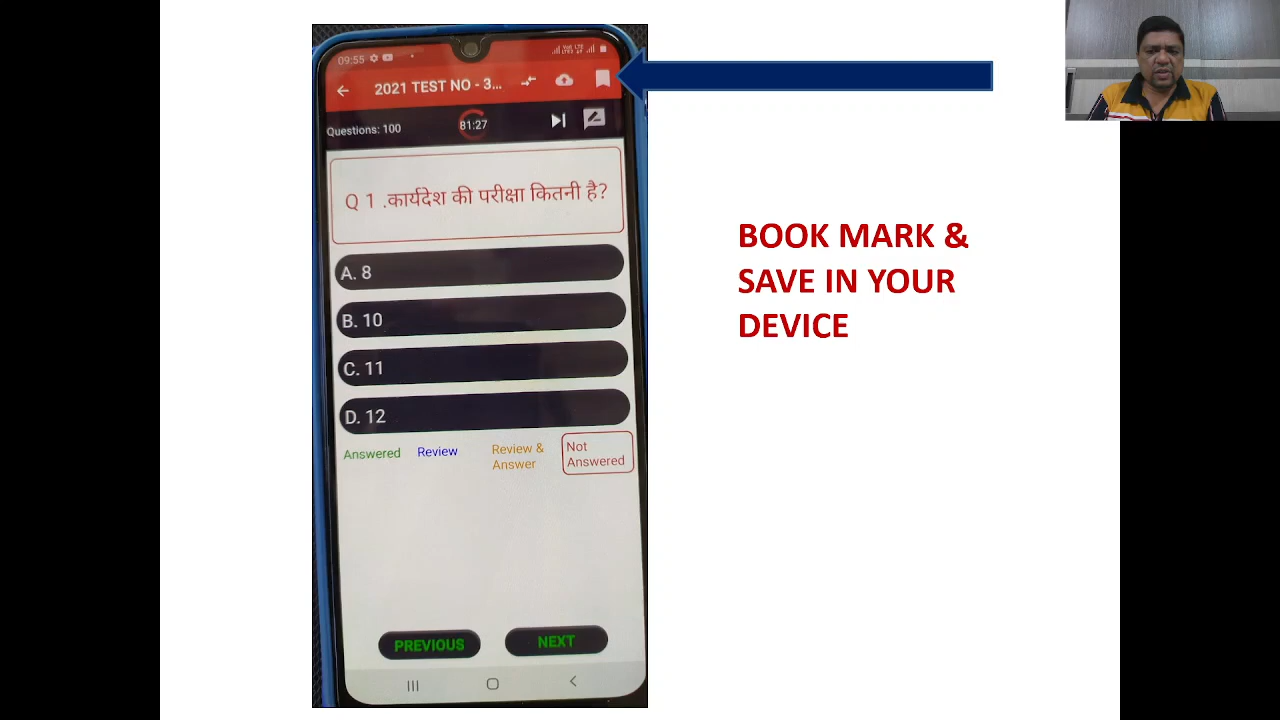 09:55
2021 TEST NO - 3...
Questions: 100
81:27
Q 1 .कार्यदेश की परीक्षा कितनी है?
A. 8
B. 10
C. 11
D. 12
Answered
Review
Review &
Answer
Not
Answered
PREVIOUS
NEXT
BOOK MARK &
SAVE IN YOUR
DEVICE